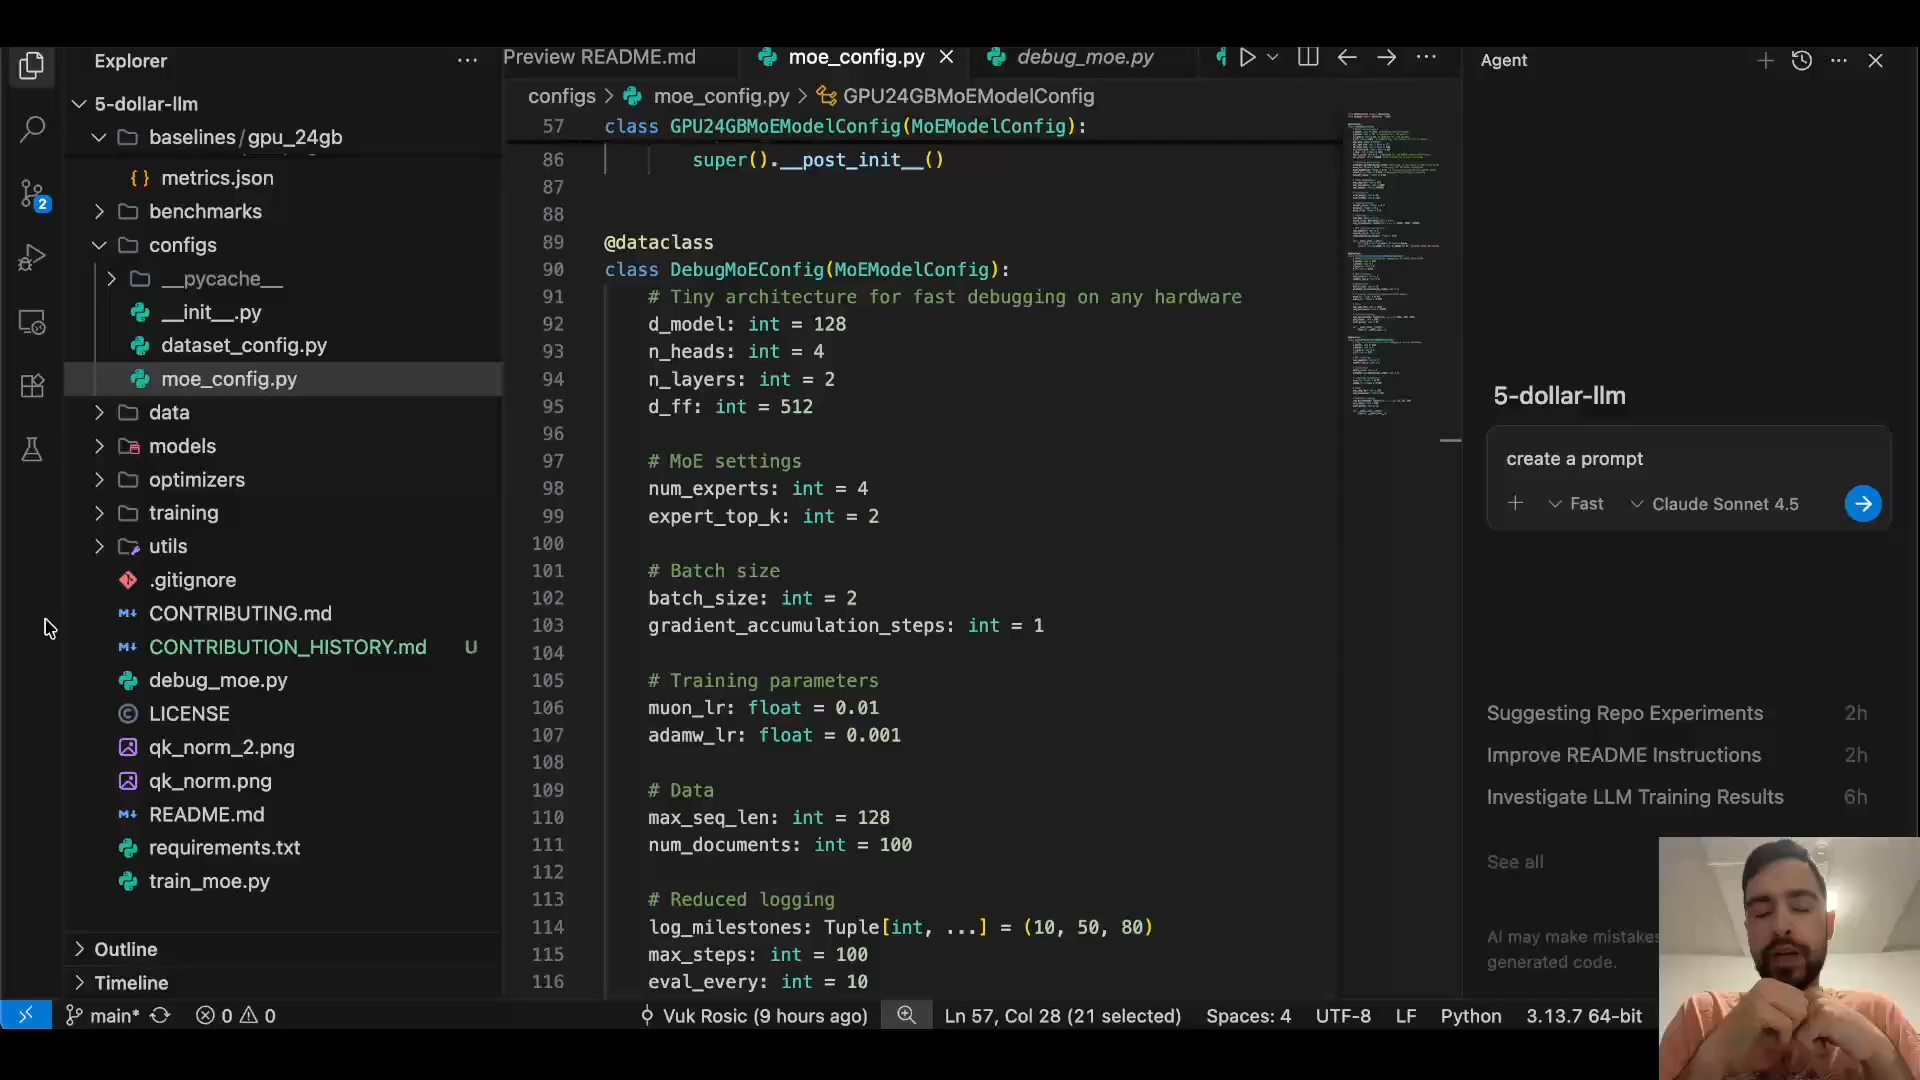 Explorer
5-dollar-llm
baselines/gpu_24gb
{} metrics.json
benchmarks
configs
__pycache__
__init__.py
dataset_config.py
moe_config.py
data
models
optimizers
training
utils
.gitignore
CONTRIBUTING.md
CONTRIBUTION_HISTORY.md U
debug_moe.py
LICENSE
qk_norm_2.png
qk_norm.png
README.md
requirements.txt
train_moe.py
Outline
Timeline
2
Preview README.md moe_config.py debug_moe.py
configs > moe_config.py > GPU24GBMoEModelConfig
57 class GPU24GBMoEModelConfig(MoEModelConfig):
86 super().__post_init__()
87
88
89 @dataclass
90 class DebugMoEConfig(MoEModelConfig):
91 # Tiny architecture for fast debugging on any hardware
92 d_model: int = 128
93 n_heads: int = 4
94 n_layers: int = 2
95 d_ff: int = 512
96
97 # MoE settings
98 num_experts: int = 4
99 expert_top_k: int = 2
100
101 # Batch size
102 batch_size: int = 2
103 gradient_accumulation_steps: int = 1
104
105 # Training parameters
106 muon_lr: float = 0.01
107 adamw_lr: float = 0.001
108
109 # Data
110 max_seq_len: int = 128
111 num_documents: int = 100
112
113 # Reduced logging
114 log_milestones: Tuple[int, ...] = (10, 50, 80)
115 max_steps: int = 100
116 eval_every: int = 10
Agent
5-dollar-llm
create a prompt
Fast Claude Sonnet 4.5
Suggesting Repo Experiments 2h
Improve README Instructions 2h
Investigate LLM Training Results 6h
See all
AI may make mistakes
generated code.
main* 0 0 Vuk Rosic (9 hours ago) Ln 57, Col 28 (21 selected) Spaces: 4 UTF-8 LF Python 3.13.7 64-bit